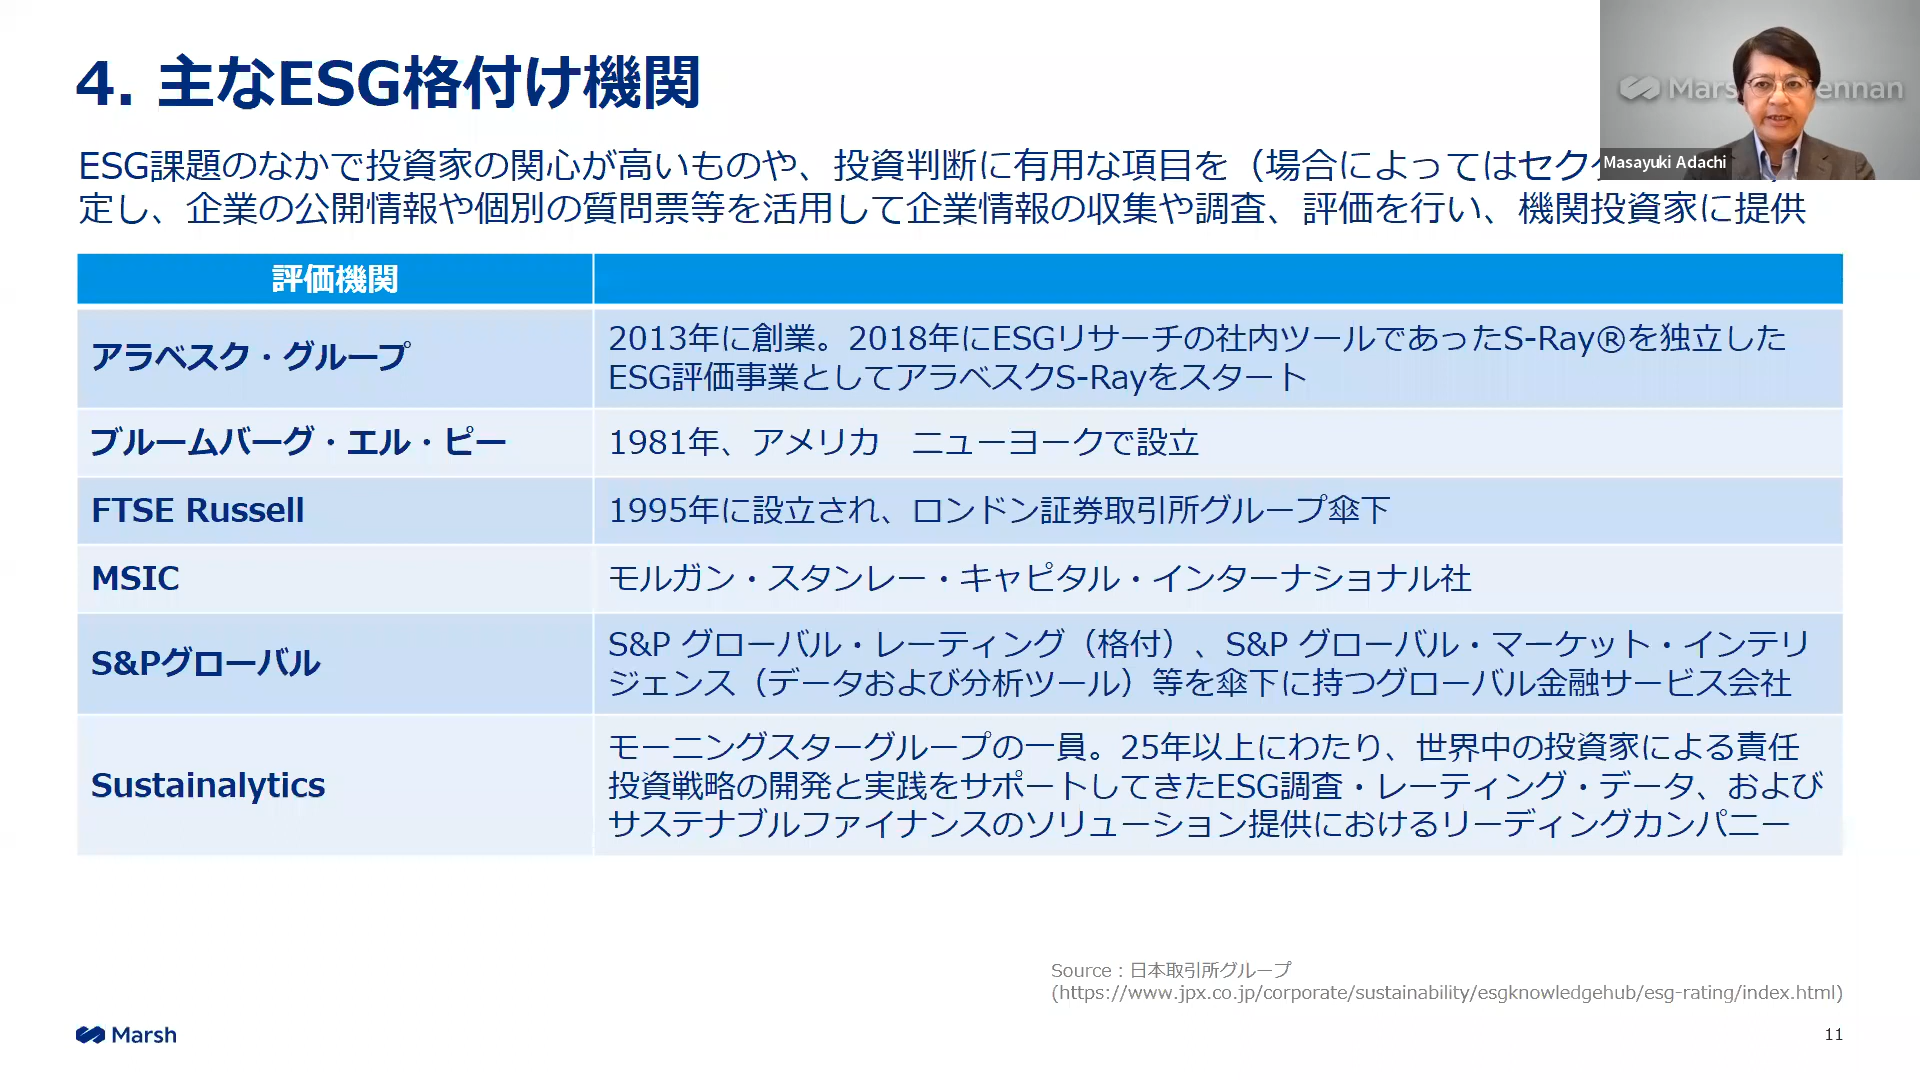 4. 主なESG格付け機関
ESG課題のなかで投資家の関心が高いものや、投資判断に有用な項目を（場合によってはセク
定し、企業の公開情報や個別の質問票等を活用して企業情報の収集や調査、評価を行い、機関投資家に提供
Masayuki Adachi
評価機関
アラベスク・グループ
2013年に創業。2018年にESGリサーチの社内ツールであったS-Ray®を独立した
ESG評価事業としてアラベスクS-Rayをスタート
ブルームバーグ・エル・ピー
1981年、アメリカ　ニューヨークで設立
FTSE Russell
1995年に設立され、ロンドン証券取引所グループ傘下
MSIC
モルガン・スタンレー・キャピタル・インターナショナル社
S&Pグローバル
S&P グローバル・レーティング（格付）、S&P グローバル・マーケット・インテリ
ジェンス（データおよび分析ツール）等を傘下に持つグローバル金融サービス会社
Sustainalytics
モーニングスターグループの一員。25年以上にわたり、世界中の投資家による責任
投資戦略の開発と実践をサポートしてきたESG調査・レーティング・データ、および
サステナブルファイナンスのソリューション提供におけるリーディングカンパニー
Source：日本取引所グループ
(https://www.jpx.co.jp/corporate/sustainability/esgknowledgehub/esg-rating/index.html)
Marsh
11